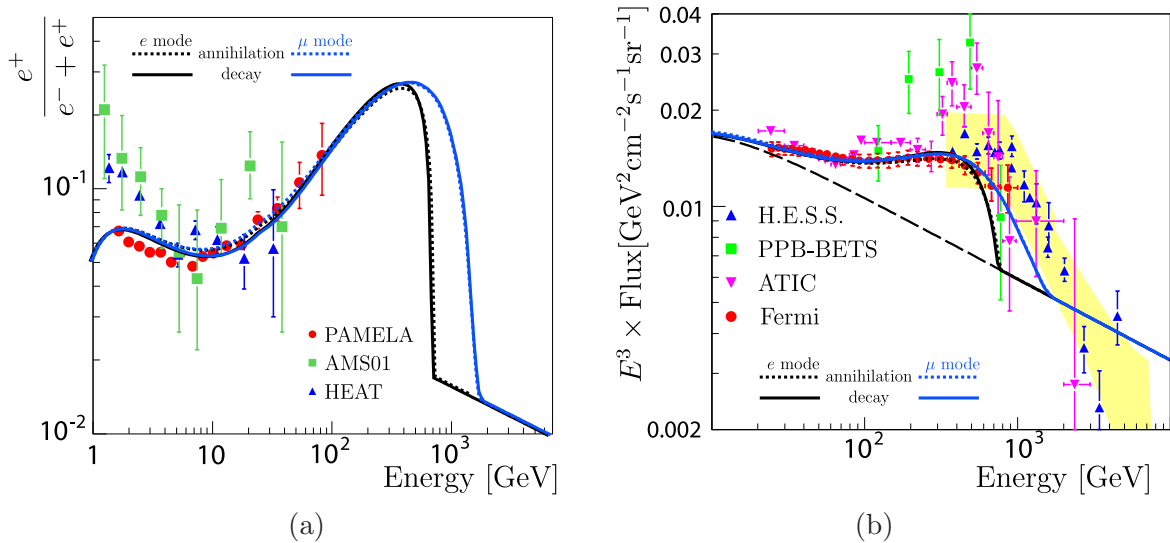 e⁺
e⁻ + e⁺
e mode annihilation μ mode
decay
10⁻¹
10⁻²
PAMELA
AMS01
HEAT
1 10 10² 10³
Energy [GeV]
(a)
E³ × Flux[GeV²cm⁻²s⁻¹sr⁻¹]
0.04
0.03
0.02
0.01
0.002
H.E.S.S.
PPB-BETS
ATIC
Fermi
e mode annihilation μ mode
decay
10² 10³
Energy [GeV]
(b)